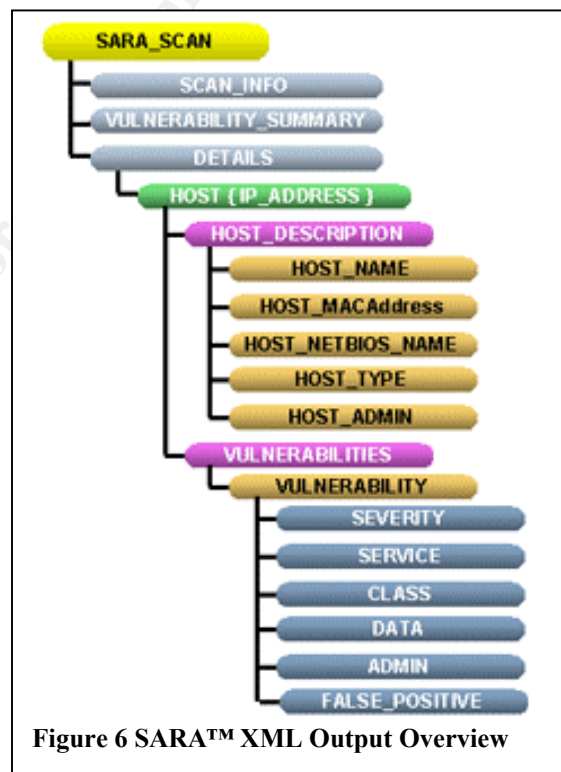 SARA_SCAN
SCAN_INFO
VULNERABILITY_SUMMARY
DETAILS
HOST { IP_ADDRESS }
HOST_DESCRIPTION
HOST_NAME
HOST_MACAddress
HOST_NETBIOS_NAME
HOST_TYPE
HOST_ADMIN
VULNERABILITIES
VULNERABILITY
SEVERITY
SERVICE
CLASS
DATA
ADMIN
FALSE_POSITIVE
Figure 6 SARA™ XML Output Overview